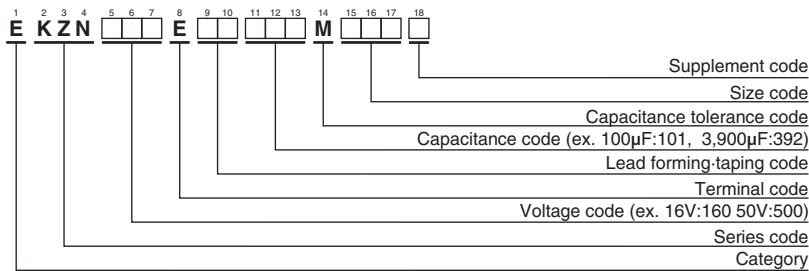 1 2 3 4 5 6 7 8 9 10 11 12 13 14 15 16 17 18
E K Z N E M
Supplement code
Size code
Capacitance tolerance code
Capacitance code (ex. 100µF:101, 3,900µF:392)
Lead forming·taping code
Terminal code
Voltage code (ex. 16V:160 50V:500)
Series code
Category